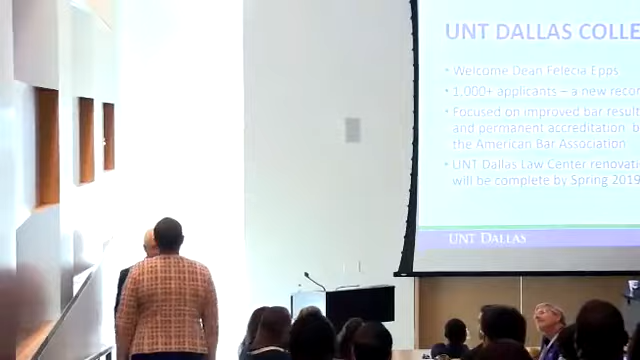 UNT DALLAS COLLE
• Welcome Dean Felecia Epps
• 1,000+ applicants – a new recor
• Focused on improved bar result
and permanent accreditation b
the American Bar Association
• UNT Dallas Law Center renovati
will be complete by Spring 2019
UNT DALLAS